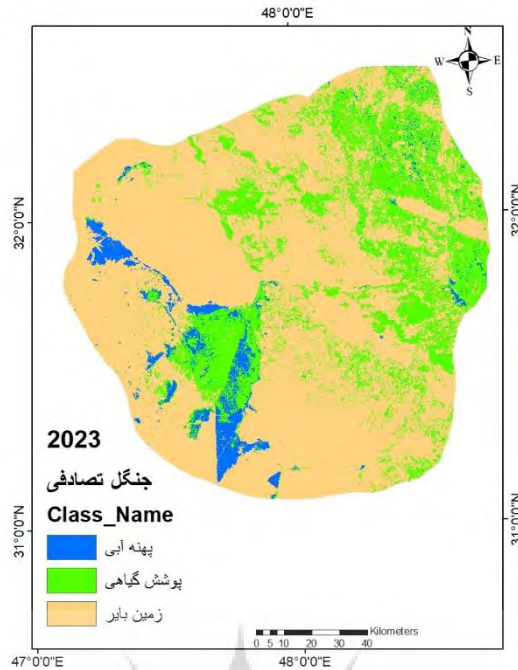 48°0'0"E
N
W E
S
32°0'0"N
32°0'0"N
2023
جنگل تصادفی
Class_Name
پهنه آبی
پوشش گیاهی
زمین بایر
31°0'0"N
31°0'0"N
Kilometers
0 5 10 20 30 40
47°0'0"E
48°0'0"E